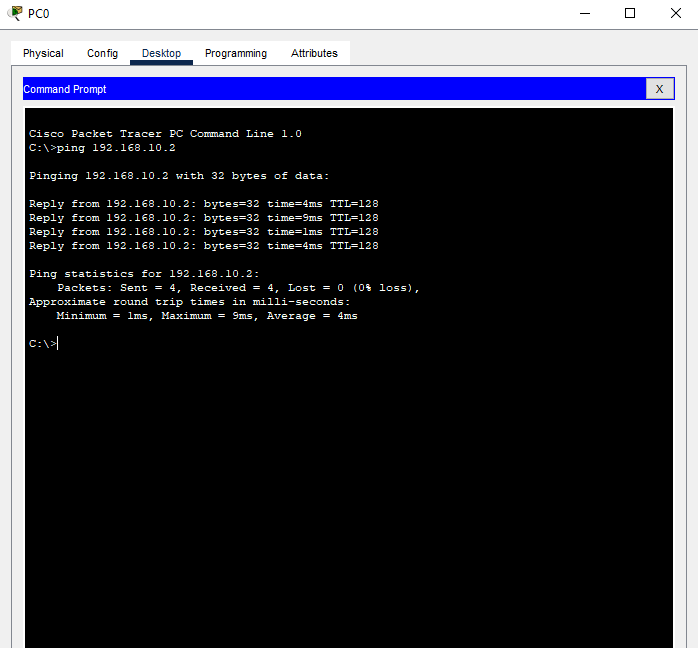 PC0
Physical Config Desktop Programming Attributes
Command Prompt X
Cisco Packet Tracer PC Command Line 1.0
C:\>ping 192.168.10.2
Pinging 192.168.10.2 with 32 bytes of data:
Reply from 192.168.10.2: bytes=32 time=4ms TTL=128
Reply from 192.168.10.2: bytes=32 time=9ms TTL=128
Reply from 192.168.10.2: bytes=32 time=1ms TTL=128
Reply from 192.168.10.2: bytes=32 time=4ms TTL=128
Ping statistics for 192.168.10.2:
Packets: Sent = 4, Received = 4, Lost = 0 (0% loss),
Approximate round trip times in milli-seconds:
Minimum = 1ms, Maximum = 9ms, Average = 4ms
C:\>